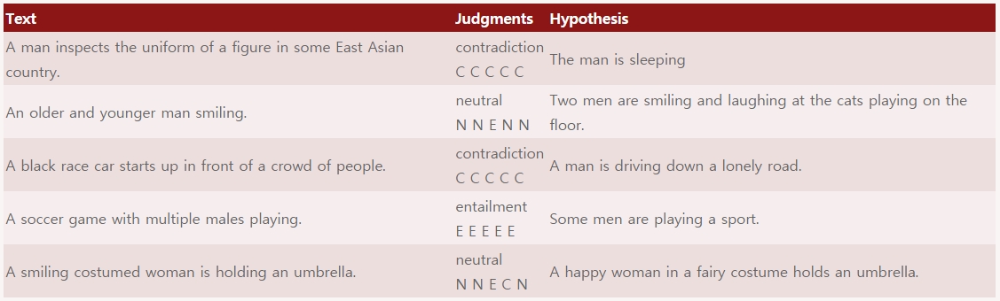 Text Judgments Hypothesis
A man inspects the uniform of a figure in some East Asian
country.
contradiction
C C C C C
The man is sleeping
An older and younger man smiling.
neutral
N N E N N
Two men are smiling and laughing at the cats playing on the
floor.
A black race car starts up in front of a crowd of people.
contradiction
C C C C C
A man is driving down a lonely road.
A soccer game with multiple males playing.
entailment
E E E E E
Some men are playing a sport.
A smiling costumed woman is holding an umbrella.
neutral
N N E C N
A happy woman in a fairy costume holds an umbrella.